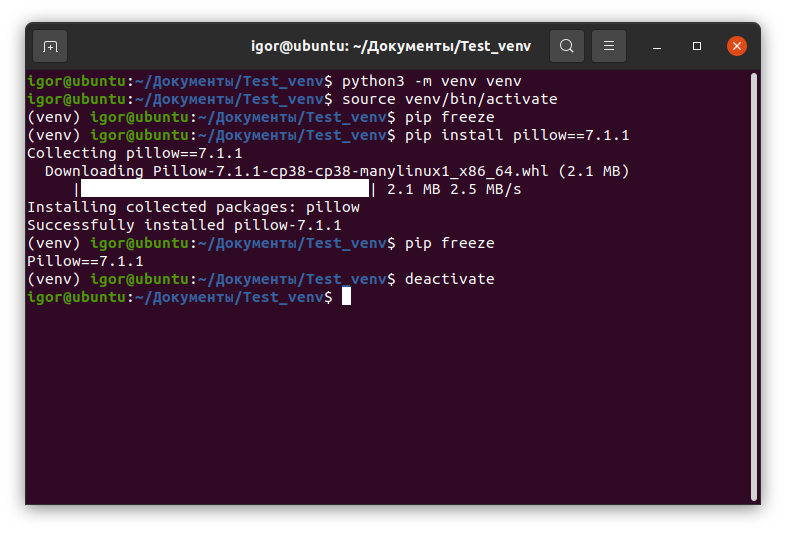 igor@ubuntu: ~/Документы/Test_venv
igor@ubuntu:~/Документы/Test_venv$ python3 -m venv venv
igor@ubuntu:~/Документы/Test_venv$ source venv/bin/activate
(venv) igor@ubuntu:~/Документы/Test_venv$ pip freeze
(venv) igor@ubuntu:~/Документы/Test_venv$ pip install pillow==7.1.1
Collecting pillow==7.1.1
  Downloading Pillow-7.1.1-cp38-cp38-manylinux1_x86_64.whl (2.1 MB)
     |████████████████████████████████| 2.1 MB 2.5 MB/s
Installing collected packages: pillow
Successfully installed pillow-7.1.1
(venv) igor@ubuntu:~/Документы/Test_venv$ pip freeze
Pillow==7.1.1
(venv) igor@ubuntu:~/Документы/Test_venv$ deactivate
igor@ubuntu:~/Документы/Test_venv$